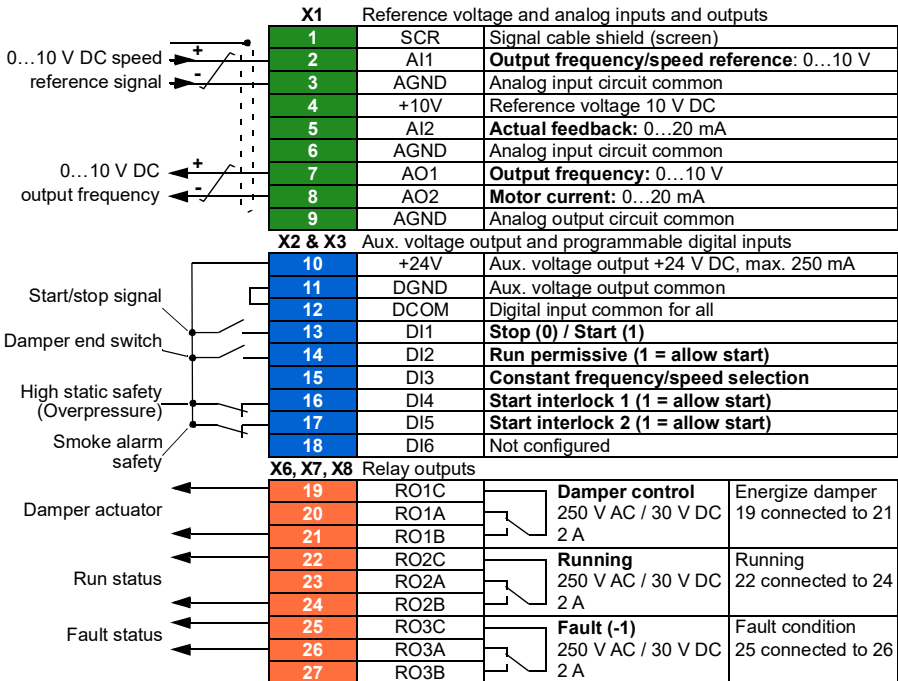 X1 Reference voltage and analog inputs and outputs
1 SCR Signal cable shield (screen)
0…10 V DC speed + 2 AI1 Output frequency/speed reference: 0…10 V
reference signal - 3 AGND Analog input circuit common
4 +10V Reference voltage 10 V DC
5 AI2 Actual feedback: 0…20 mA
6 AGND Analog input circuit common
0…10 V DC + 7 AO1 Output frequency: 0…10 V
output frequency - 8 AO2 Motor current: 0…20 mA
9 AGND Analog output circuit common
X2 & X3 Aux. voltage output and programmable digital inputs
10 +24V Aux. voltage output +24 V DC, max. 250 mA
Start/stop signal 11 DGND Aux. voltage output common
12 DCOM Digital input common for all
Damper end switch 13 DI1 Stop (0) / Start (1)
14 DI2 Run permissive (1 = allow start)
15 DI3 Constant frequency/speed selection
High static safety
(Overpressure) 16 DI4 Start interlock 1 (1 = allow start)
Smoke alarm 17 DI5 Start interlock 2 (1 = allow start)
safety 18 DI6 Not configured
X6, X7, X8 Relay outputs
19 RO1C Damper control Energize damper
Damper actuator 20 RO1A 250 V AC / 30 V DC 19 connected to 21
21 RO1B 2 A
22 RO2C Running Running
Run status 23 RO2A 250 V AC / 30 V DC 22 connected to 24
24 RO2B 2 A
Fault status 25 RO3C Fault (-1) Fault condition
26 RO3A 250 V AC / 30 V DC 25 connected to 26
27 RO3B 2 A